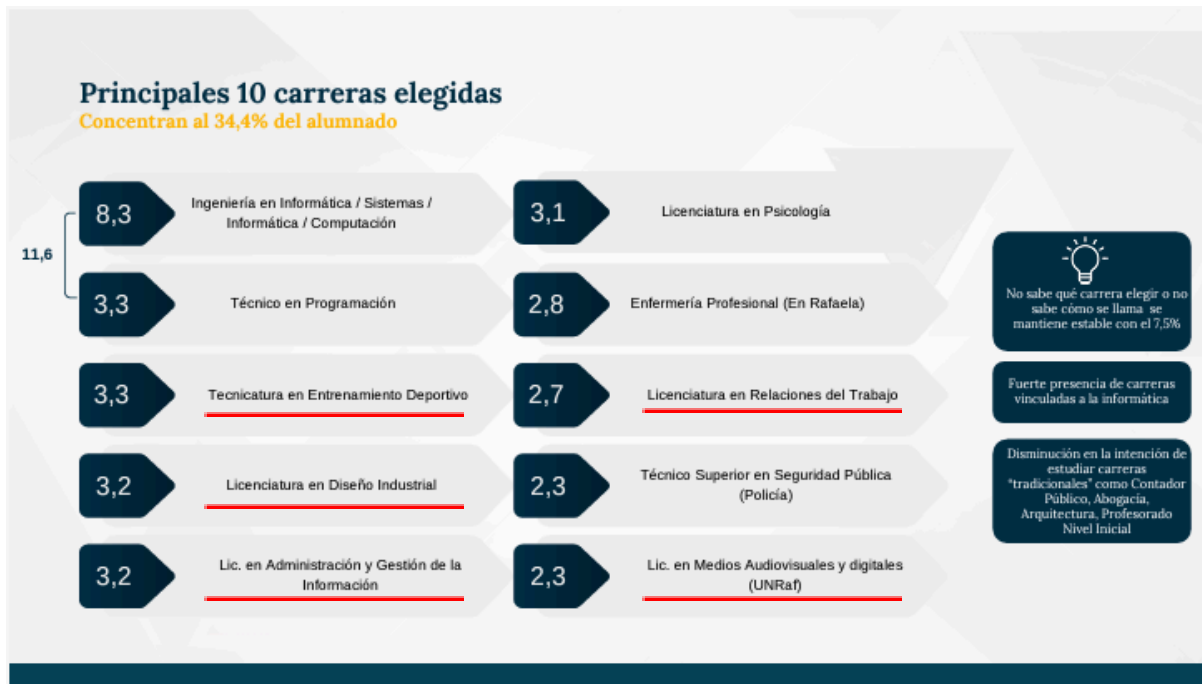 Principales 10 carreras elegidas
Concentran al 34,4% del alumnado
11,6
8,3
Ingeniería en Informática / Sistemas /
Informática / Computación
3,3
Técnico en Programación
3,3
Tecnicatura en Entrenamiento Deportivo
3,2
Licenciatura en Diseño Industrial
3,2
Lic. en Administración y Gestión de la
Información
3,1
Licenciatura en Psicología
2,8
Enfermería Profesional (En Rafaela)
2,7
Licenciatura en Relaciones del Trabajo
2,3
Técnico Superior en Seguridad Pública
(Policía)
2,3
Lic. en Medios Audiovisuales y digitales
(UNRaf)
No sabe qué carrera elegir o no
sabe cómo se llama se
mantiene estable con el 7,5%
Fuerte presencia de carreras
vinculadas a la informática
Disminución en la intención de
estudiar carreras
“tradicionales” como Contador
Público, Abogacía,
Arquitectura, Profesorado
Nivel Inicial